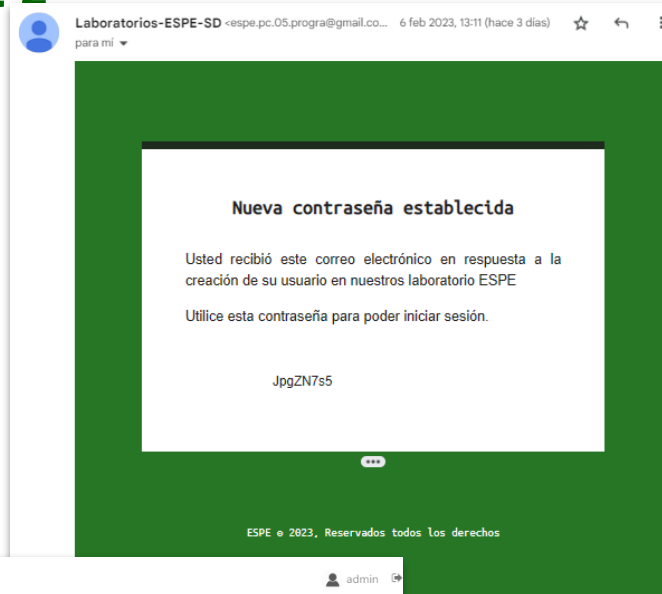 Laboratorios-ESPE-SD <espe.pc.05.progra@gmail.co... 6 feb 2023, 13:11 (hace 3 días)
para mí
Nueva contraseña establecida
Usted recibió este correo electrónico en respuesta a la
creación de su usuario en nuestros laboratorio ESPE
Utilice esta contraseña para poder iniciar sesión.
JpgZN7s5
ESPE © 2023, Reservados todos los derechos
admin